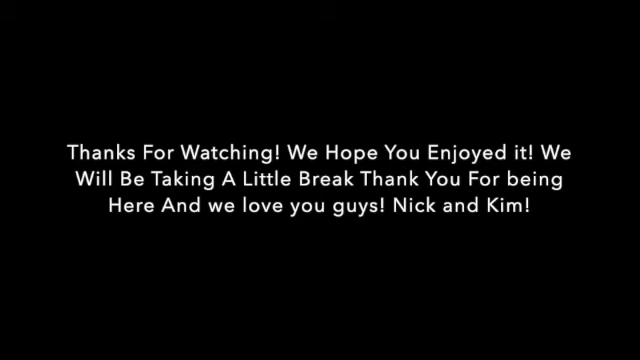 Thanks For Watching! We Hope You Enjoyed it! We
Will Be Taking A Little Break Thank You For being
Here And we love you guys! Nick and Kim!